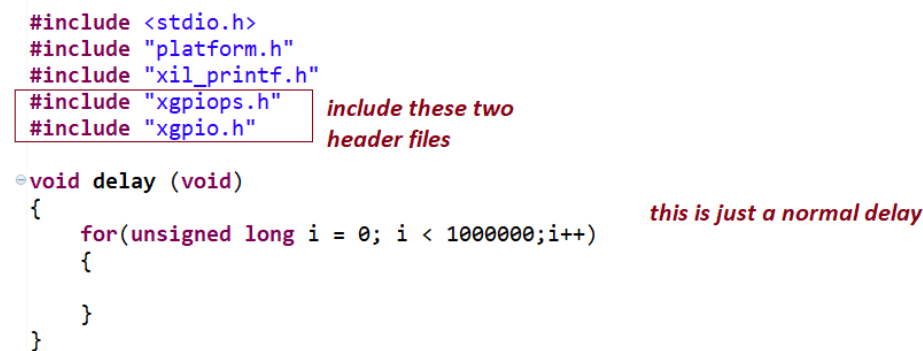 #include <stdio.h>
#include "platform.h"
#include "xil_printf.h"
#include "xgpiops.h"
#include "xgpio.h"
include these two
header files
void delay (void)
{
this is just a normal delay
for(unsigned long i = 0; i < 1000000;i++)
{
}
}